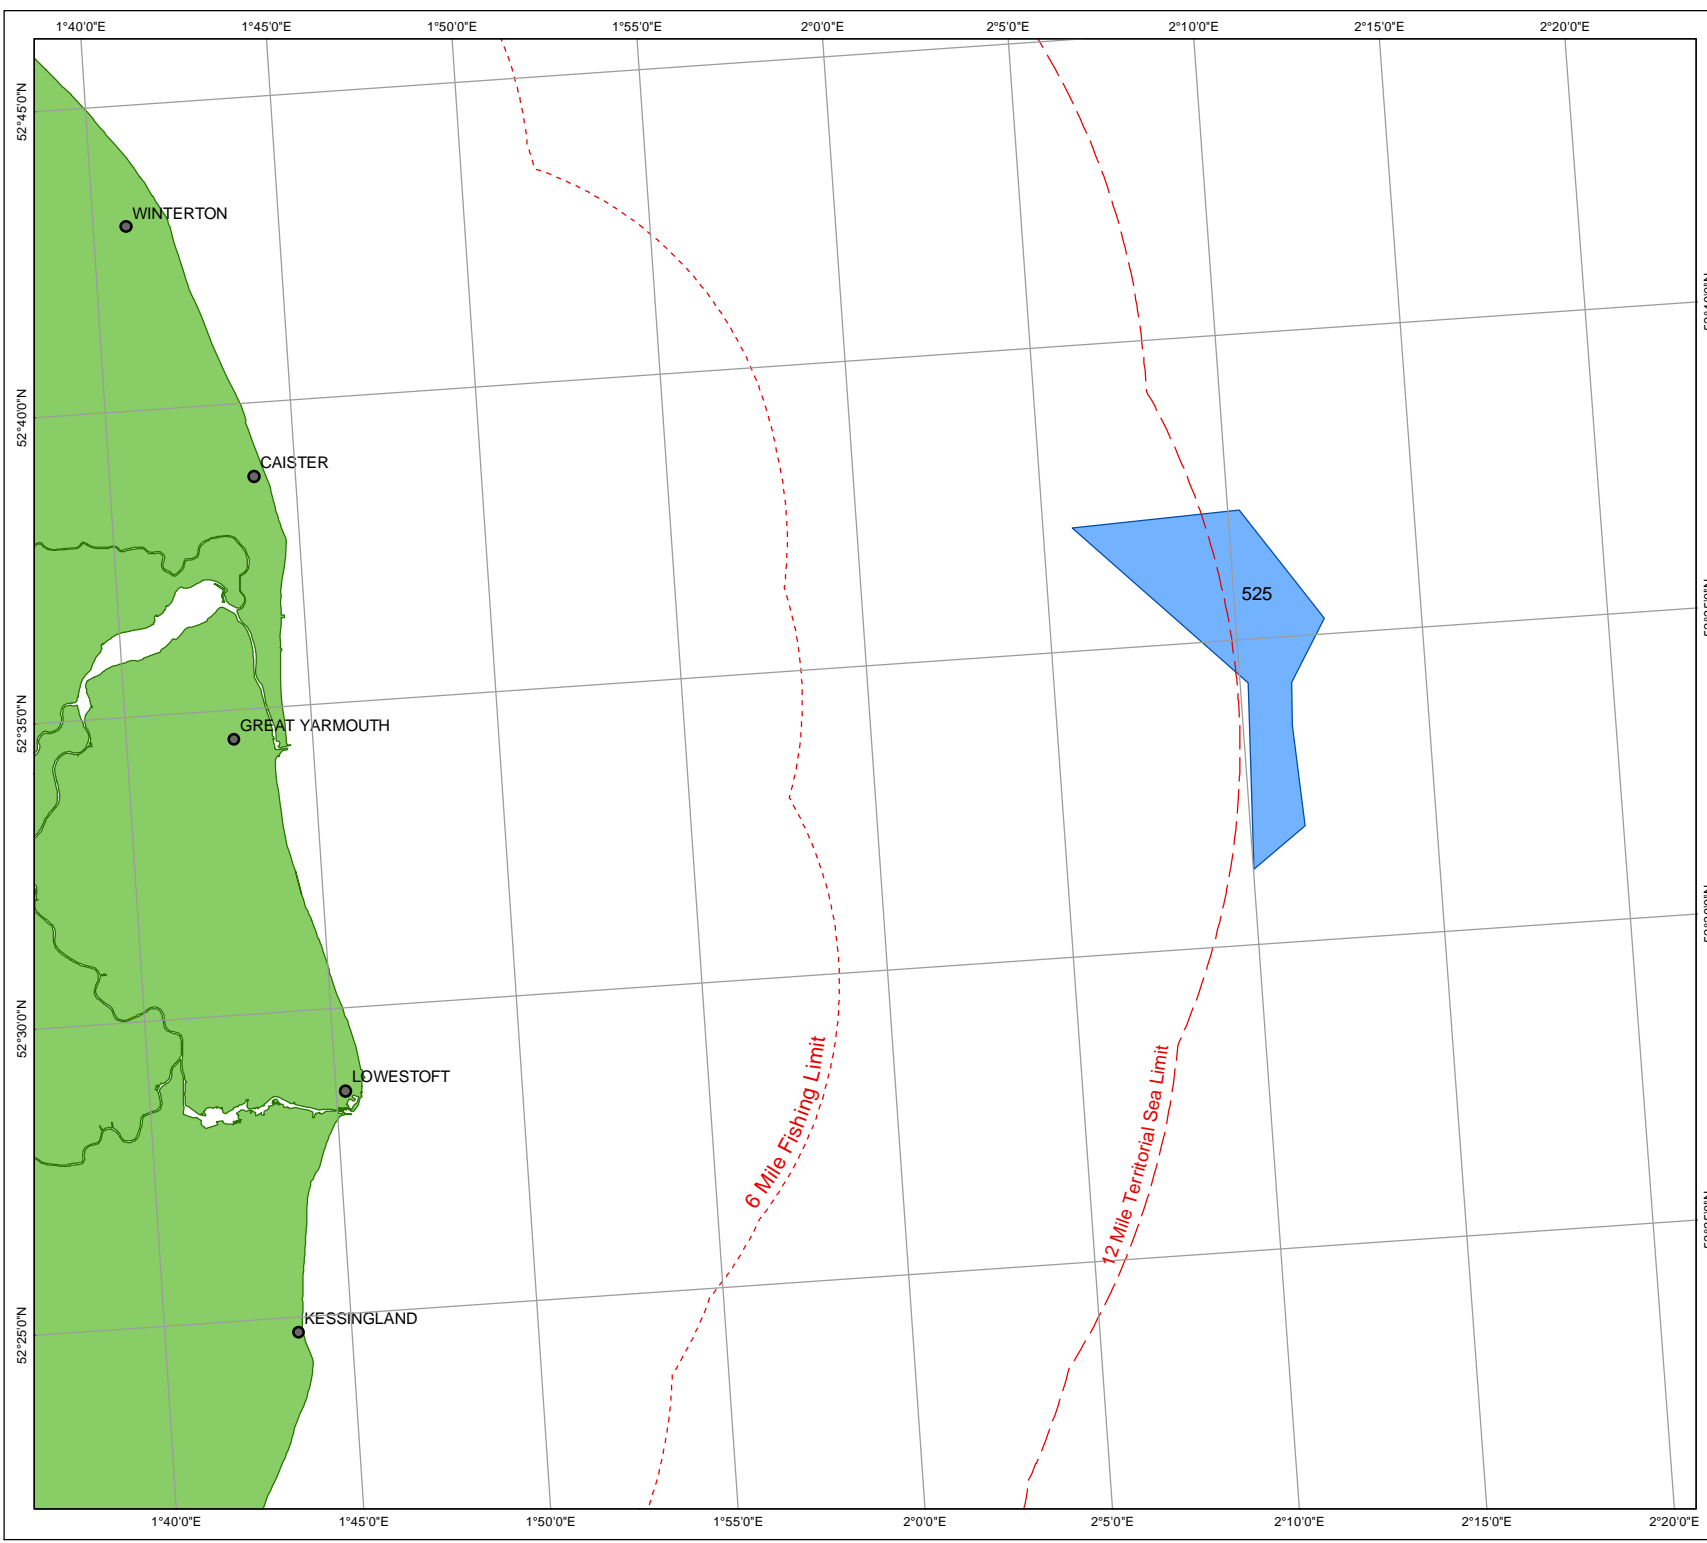 1°40'0"E 1°45'0"E 1°50'0"E 1°55'0"E 2°0'0"E 2°5'0"E 2°10'0"E 2°15'0"E 2°20'0"E
52°45'0"N
WINTERTON
52°40'0"N
CAISTER
525
52°35'0"N
GREAT YARMOUTH
52°30'0"N
6 Mile Fishing Limit
12 Mile Territorial Sea Limit
LOWESTOFT
52°25'0"N
KESSINGLAND
1°40'0"E 1°45'0"E 1°50'0"E 1°55'0"E 2°0'0"E 2°5'0"E 2°10'0"E 2°15'0"E 2°20'0"E